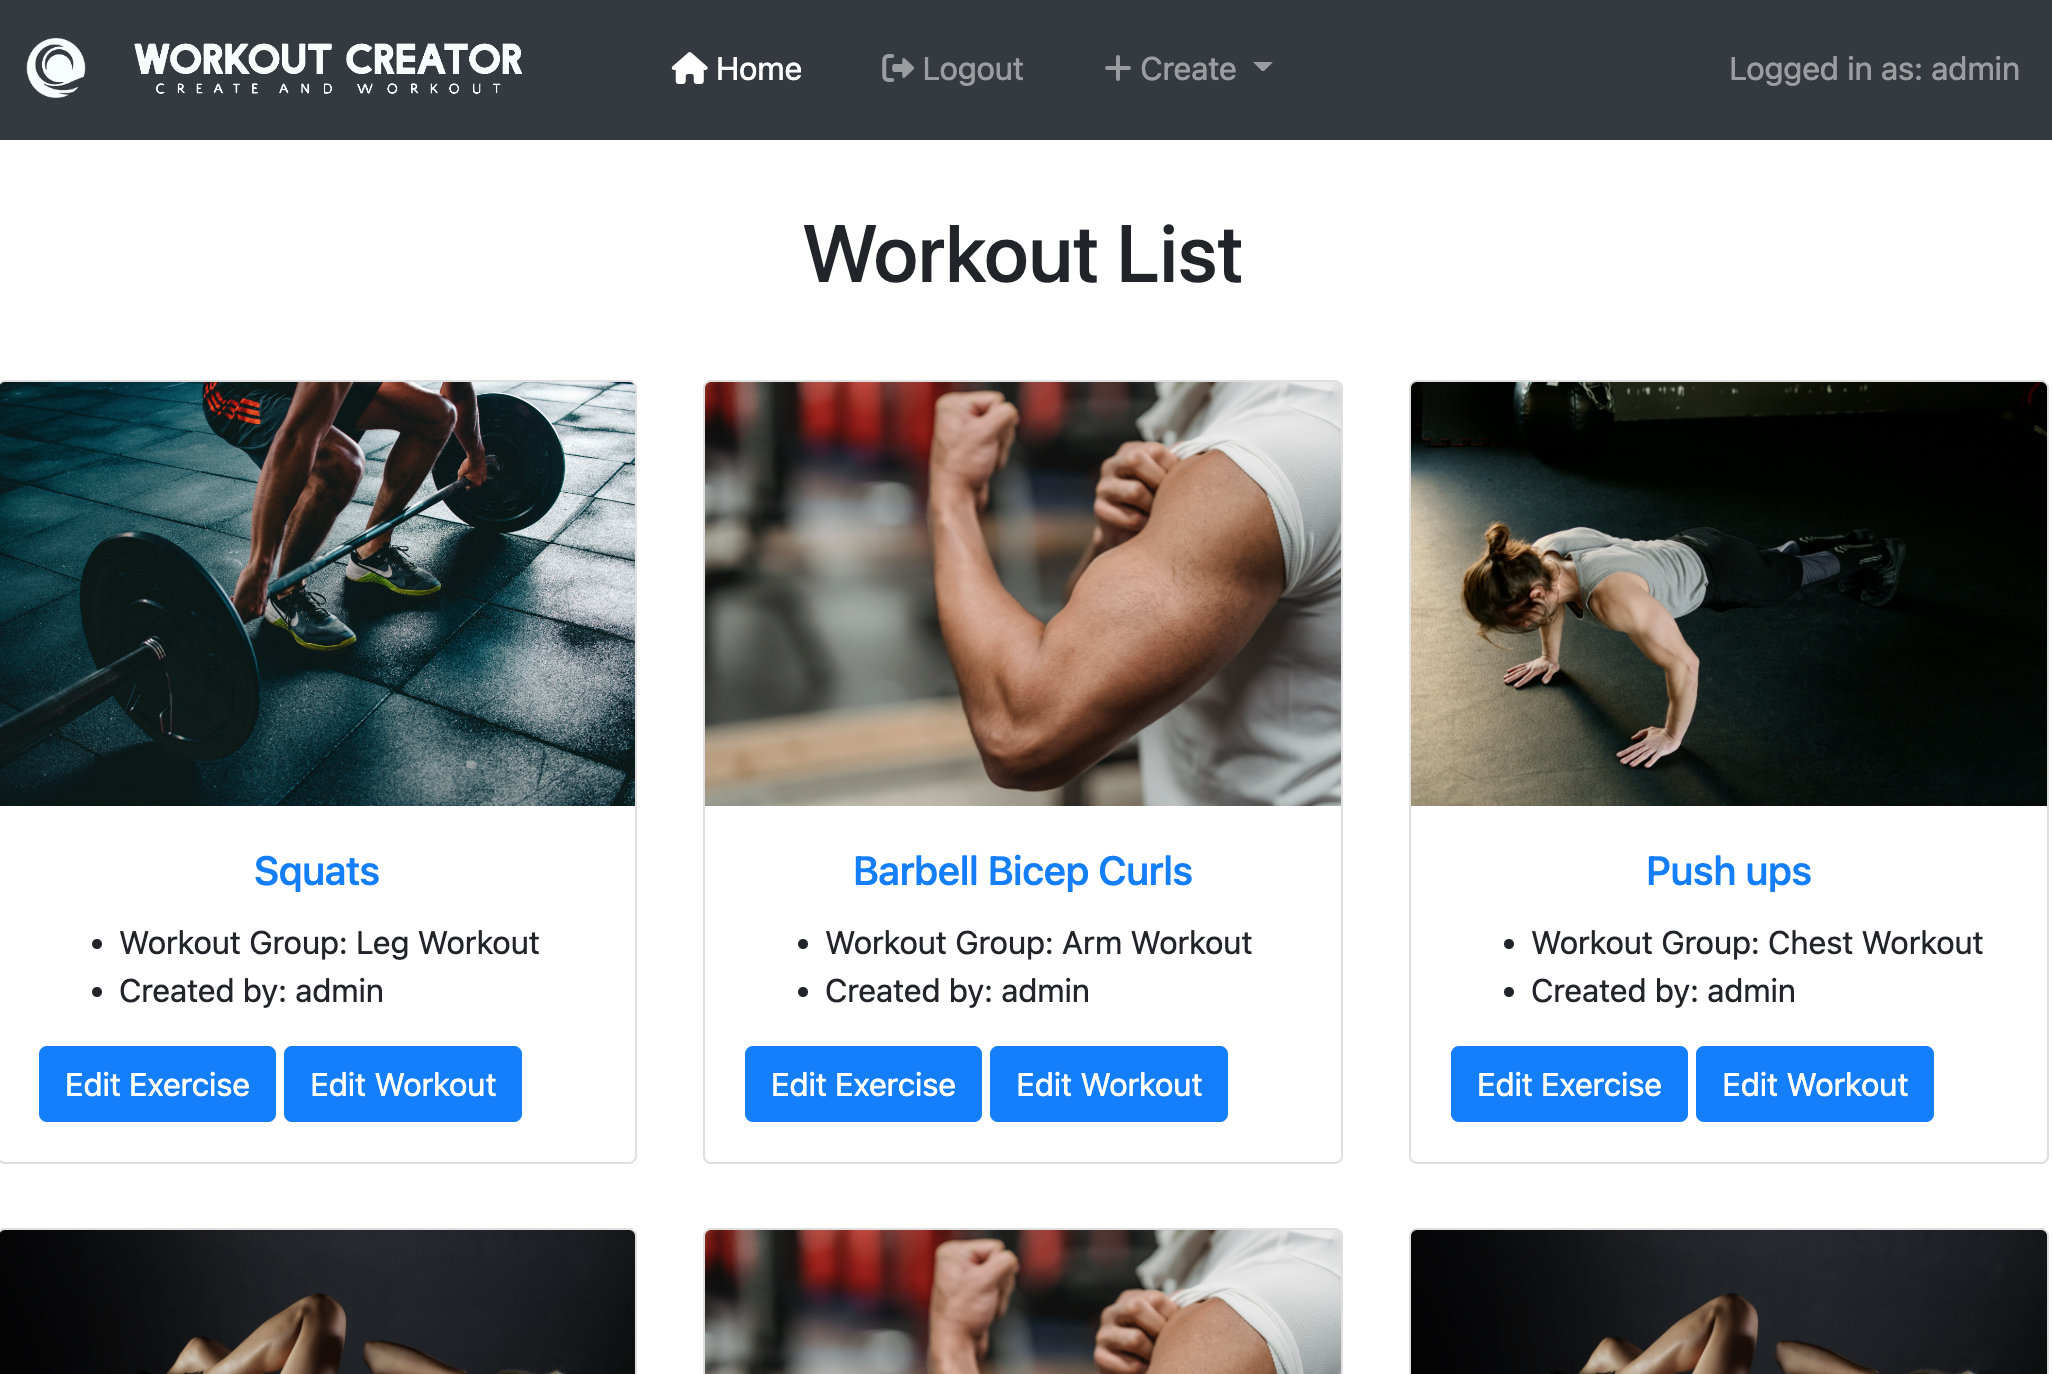 WORKOUT CREATOR
CREATE AND WORKOUT
Home
Logout
Create
Logged in as: admin
Workout List
Squats
Workout Group: Leg Workout
Created by: admin
Edit Exercise Edit Workout
Barbell Bicep Curls
Workout Group: Arm Workout
Created by: admin
Edit Exercise Edit Workout
Push ups
Workout Group: Chest Workout
Created by: admin
Edit Exercise Edit Workout